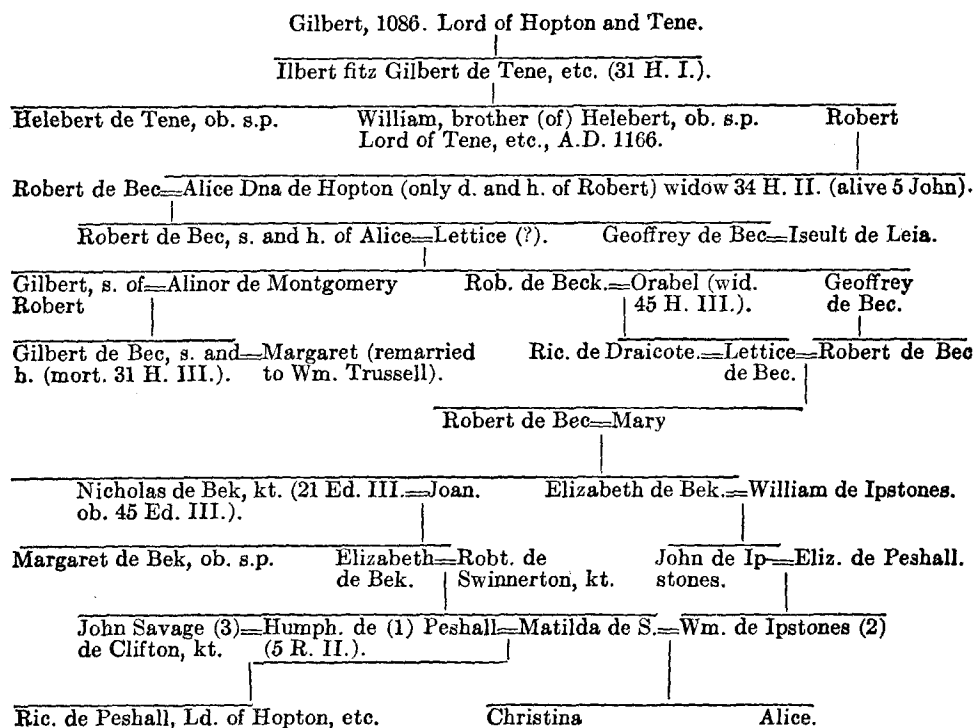 Gilbert, 1086. Lord of Hopton and Tene.
Ilbert fitz Gilbert de Tene, etc. (31 H. I.).
Helebert de Tene, ob. s.p. William, brother (of) Helebert, ob. s.p. Robert
Lord of Tene, etc., A.D. 1166.
Robert de Bec=Alice Dna de Hopton (only d. and h. of Robert) widow 34 H. II. (alive 5 John).
Robert de Bec, s. and h. of Alice=Lettice (?). Geoffrey de Bec=Iseult de Leia.
Gilbert, s. of=Alinor de Montgomery Rob. de Beck.=Orabel (wid. Geoffrey
Robert 45 H. III.). de Bec.
Gilbert de Bec, s. and=Margaret (remarried Ric. de Draicote.=Lettice=Robert de Bec
h. (mort. 31 H. III.). to Wm. Trussell). de Bec.
Robert de Bec=Mary
Nicholas de Bek, kt. (21 Ed. III.=Joan. Elizabeth de Bek.=William de Ipstones.
ob. 45 Ed. III.).
Margaret de Bek, ob. s.p. Elizabeth=Robt. de John de Ip=Eliz. de Peshall.
de Bek. Swinnerton, kt. stones.
John Savage (3)=Humph. de (1) Peshall=Matilda de S.=Wm. de Ipstones (2)
de Clifton, kt. (5 R. II.).
Ric. de Peshall, Ld. of Hopton, etc. Christina Alice.